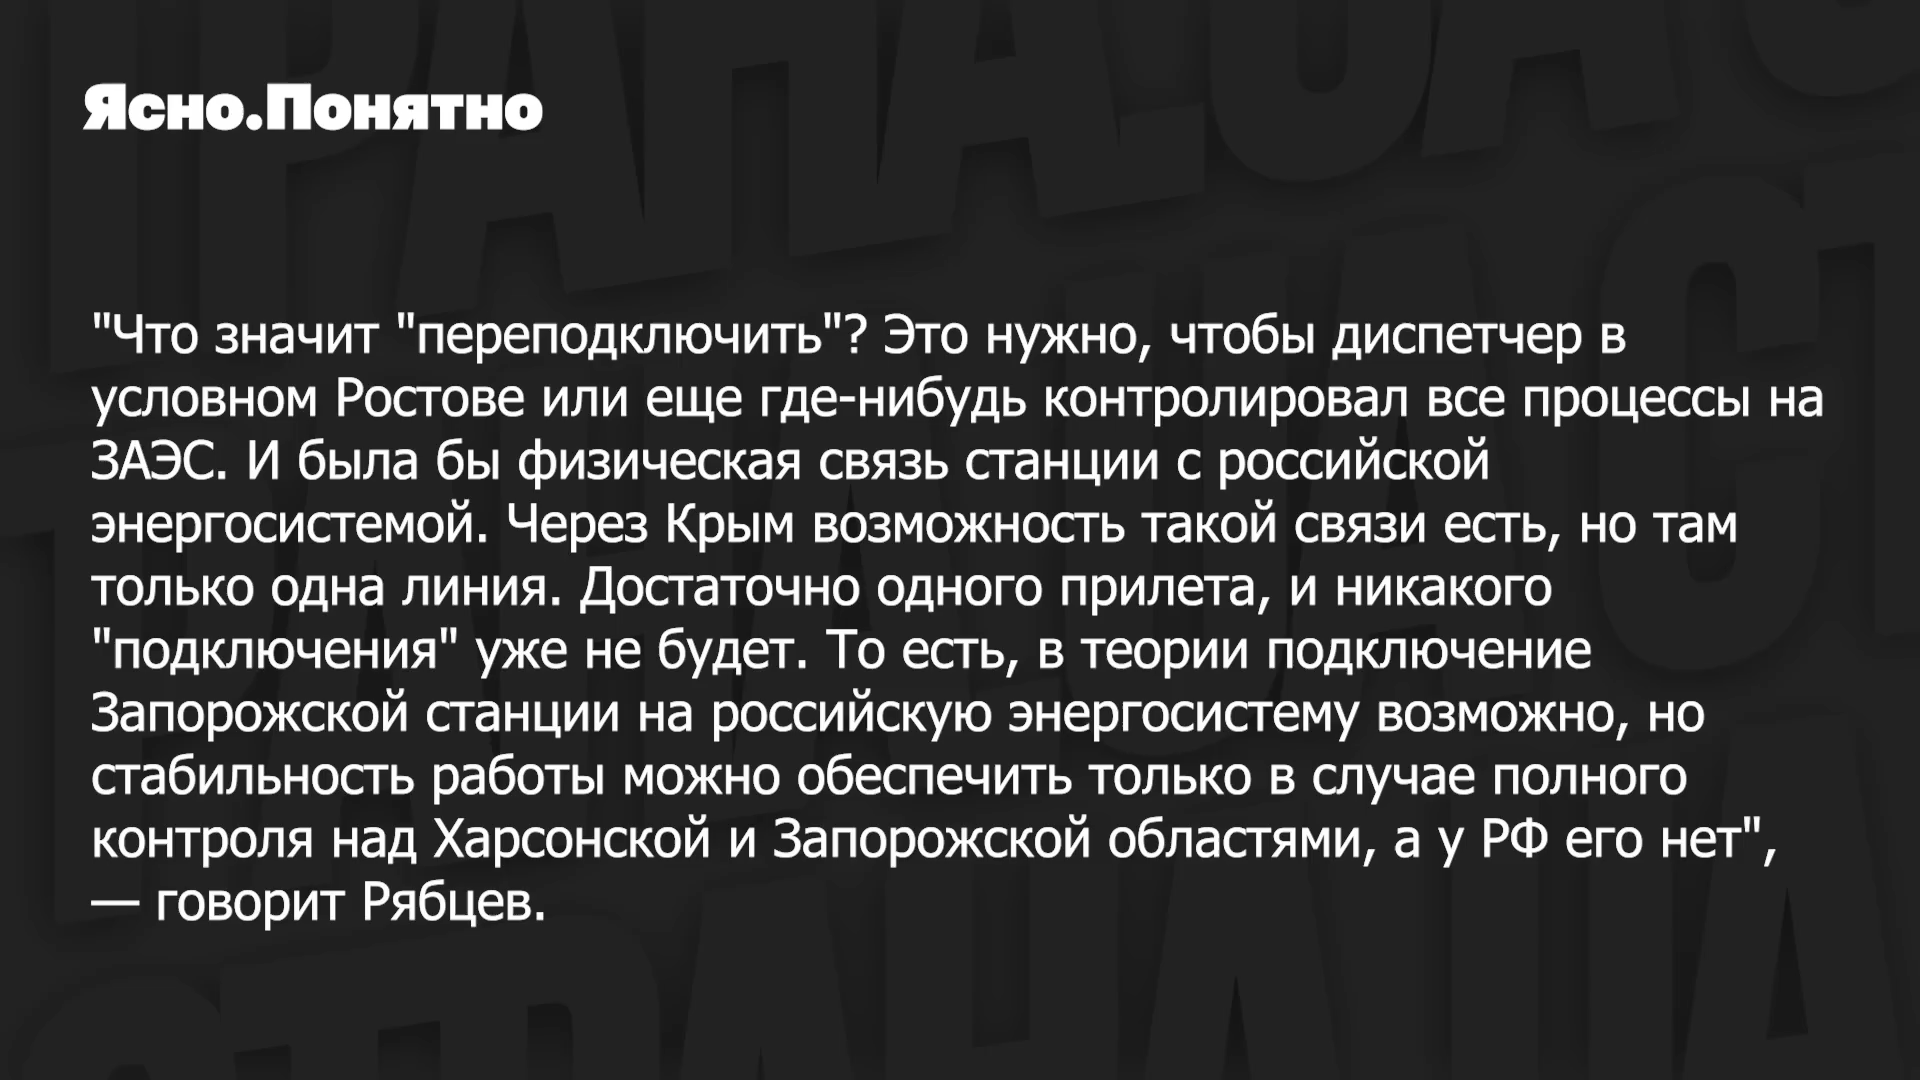 Ясно.Понятно
"Что значит "переподключить"? Это нужно, чтобы диспетчер в
условном Ростове или еще где-нибудь контролировал все процессы на
ЗАЭС. И была бы физическая связь станции с российской
энергосистемой. Через Крым возможность такой связи есть, но там
только одна линия. Достаточно одного прилета, и никакого
"подключения" уже не будет. То есть, в теории подключение
Запорожской станции на российскую энергосистему возможно, но
стабильность работы можно обеспечить только в случае полного
контроля над Харсонской и Запорожской областями, а у РФ его нет",
— говорит Рябцев.